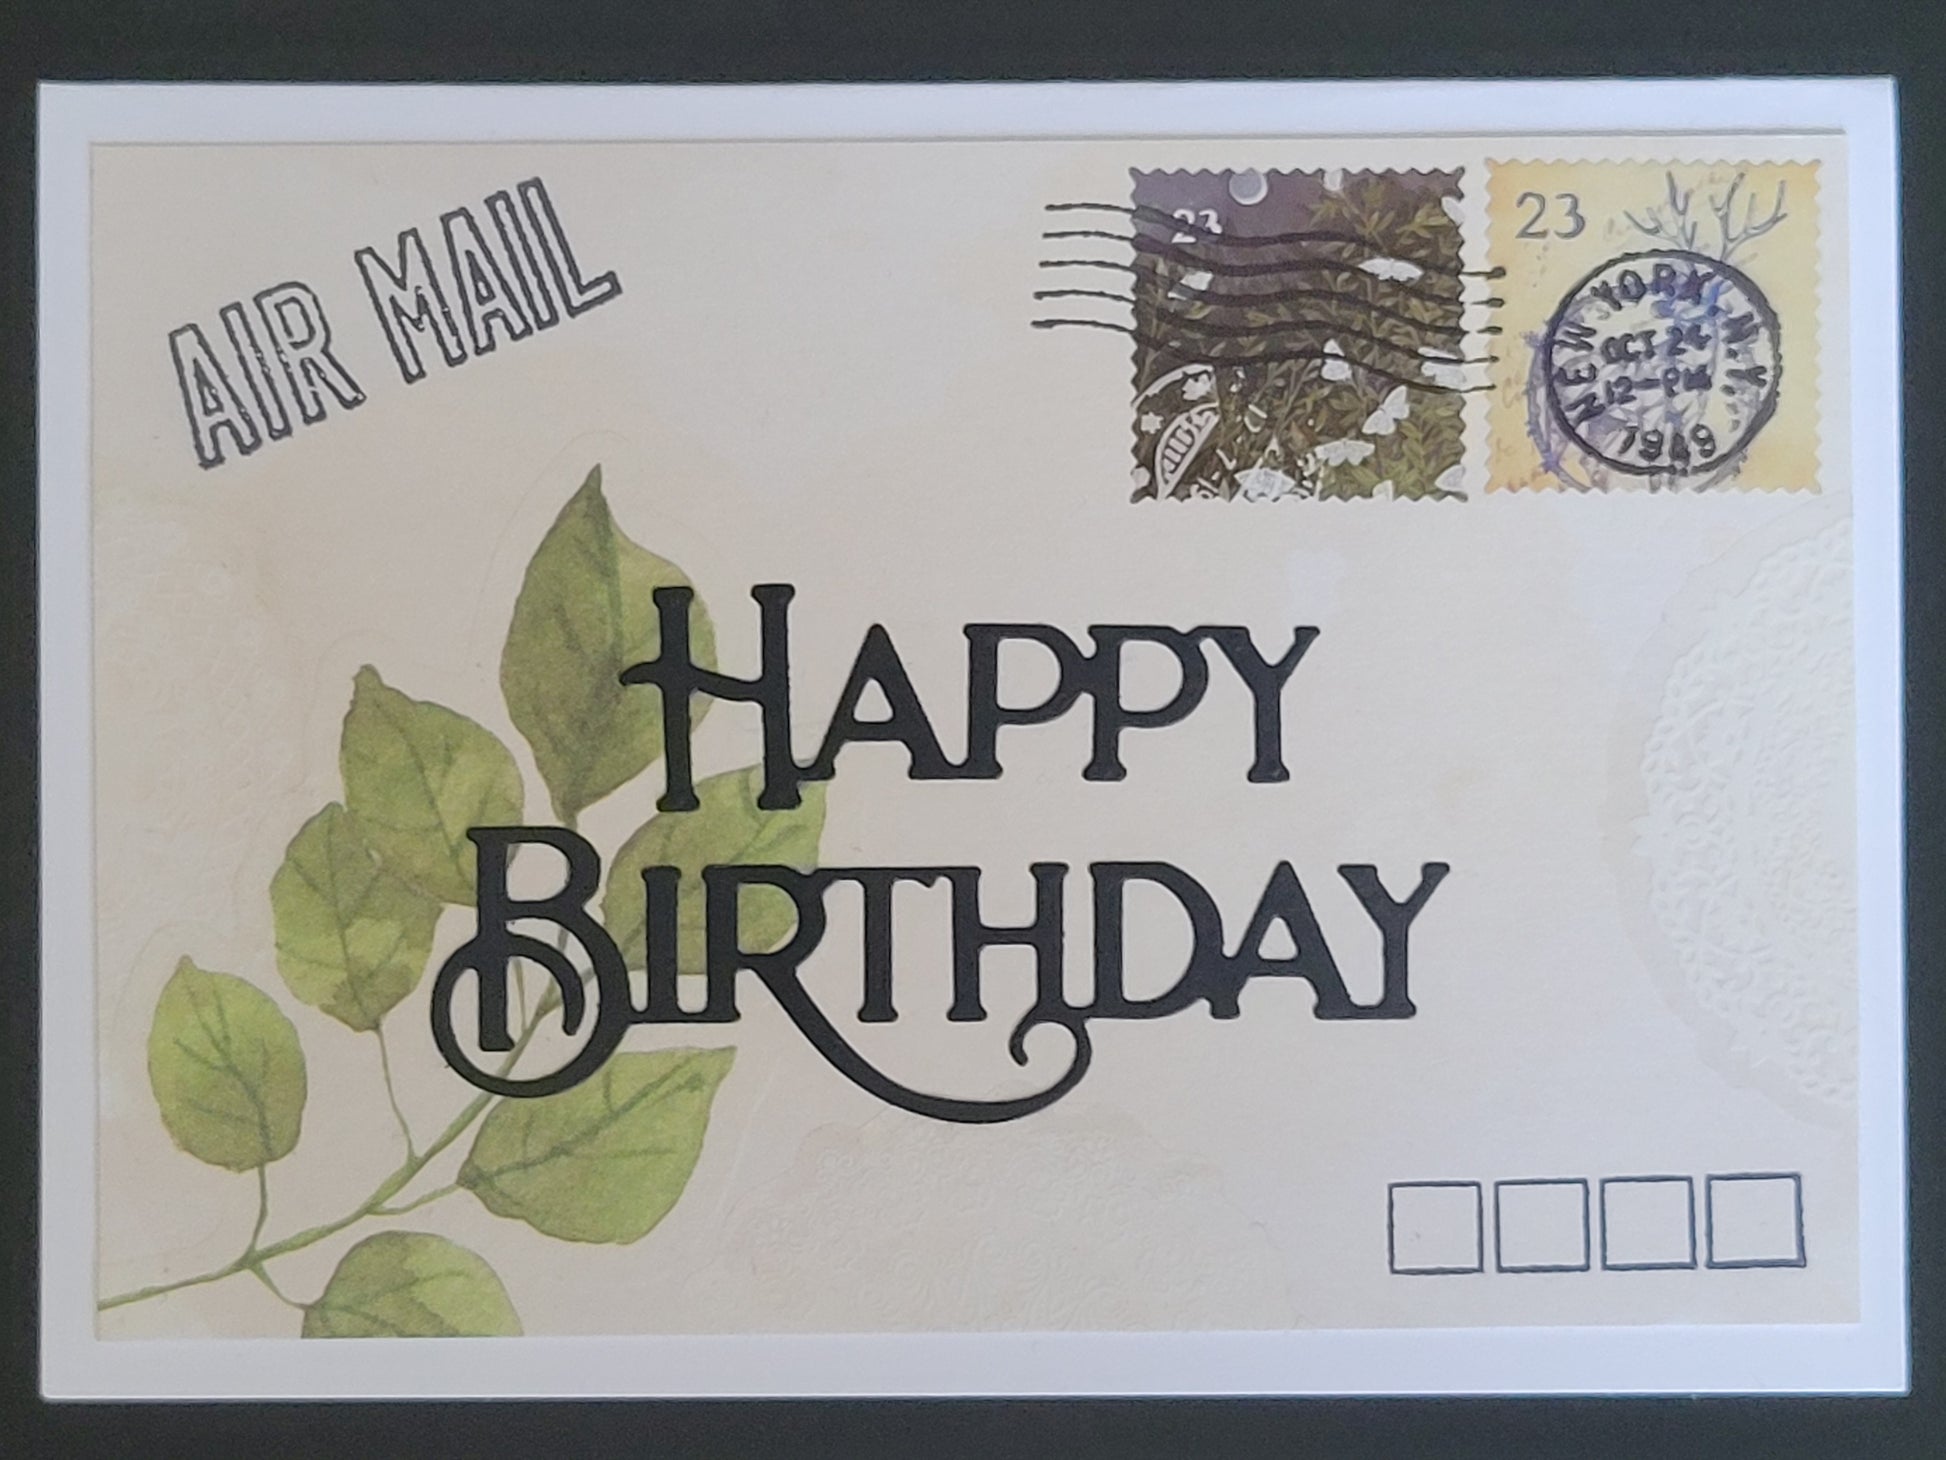 AIR MAIL
23
23
NEW YORK, N.Y.
OCT 24
12-PM
1949
HAPPY
BIRTHDAY